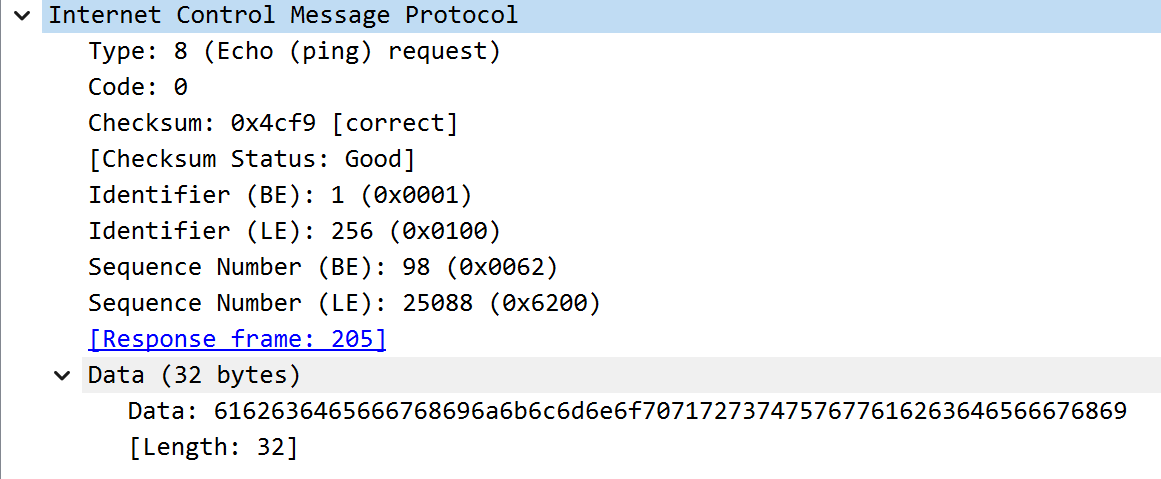 Internet Control Message Protocol
Type: 8 (Echo (ping) request)
Code: 0
Checksum: 0x4cf9 [correct]
[Checksum Status: Good]
Identifier (BE): 1 (0x0001)
Identifier (LE): 256 (0x0100)
Sequence Number (BE): 98 (0x0062)
Sequence Number (LE): 25088 (0x6200)
[Response frame: 205]
Data (32 bytes)
Data: 6162636465666768696a6b6c6d6e6f7071727374757677616263646566676869
[Length: 32]